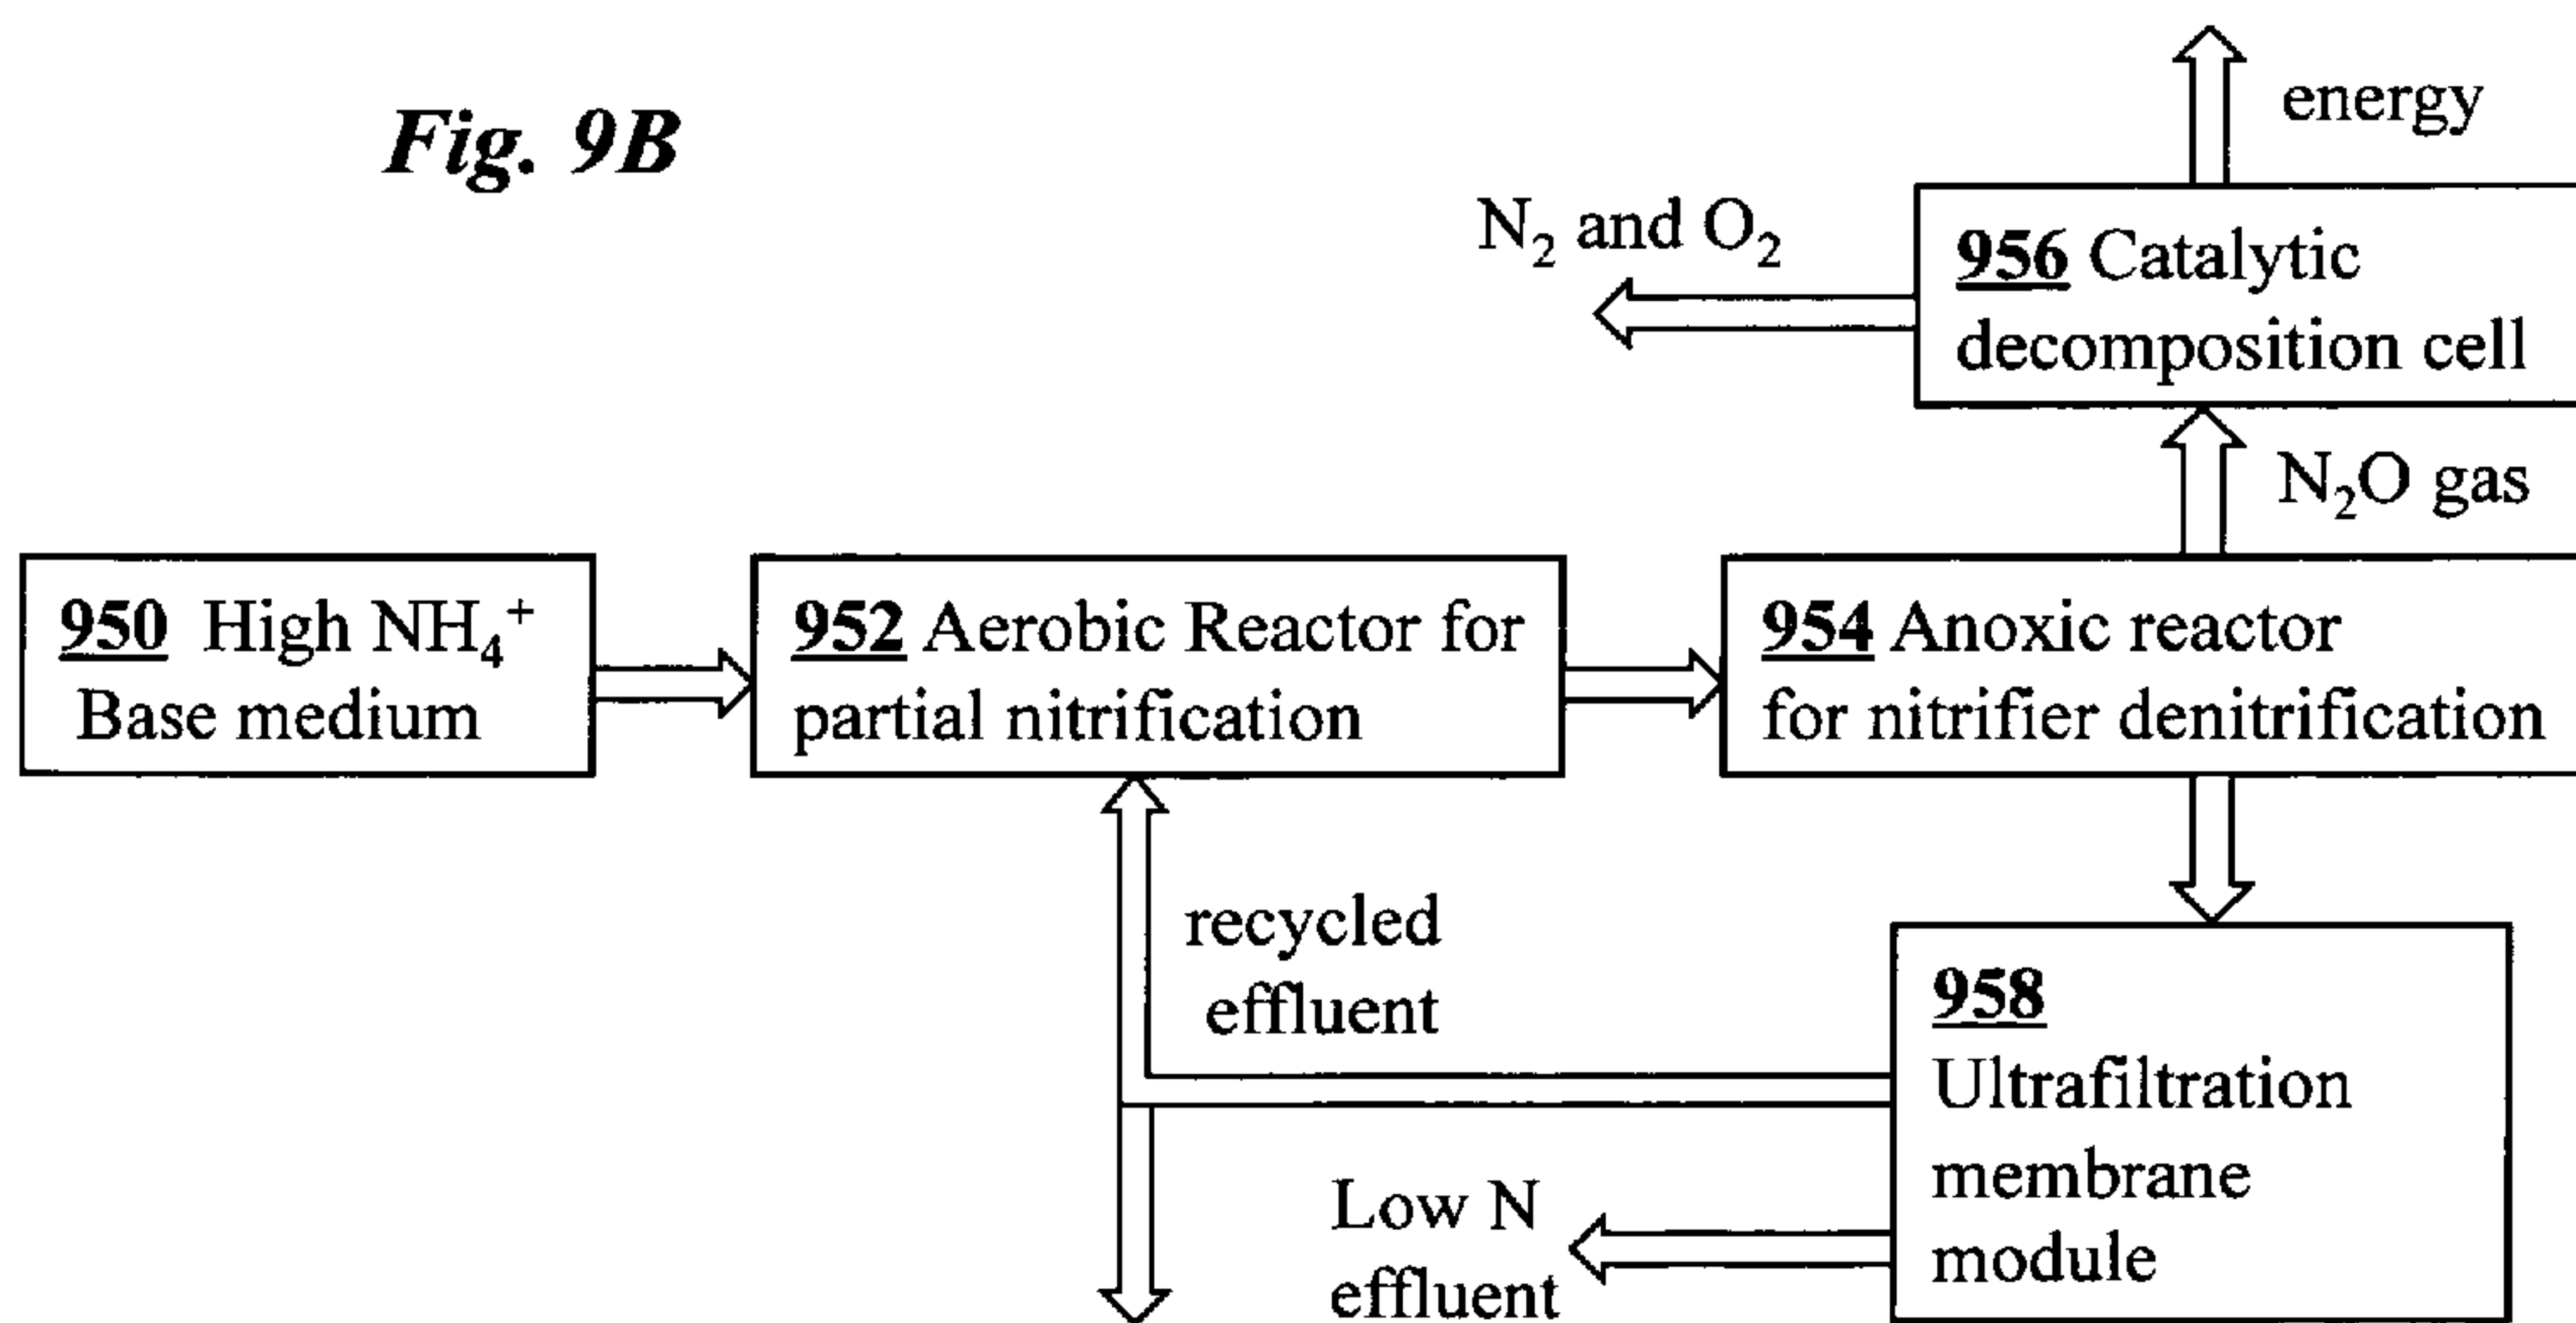 Fig. 9B
energy
N₂ and O₂
956 Catalytic
decomposition cell
N₂O gas
950 High NH₄⁺
Base medium
952 Aerobic Reactor for
partial nitrification
954 Anoxic reactor
for nitrifier denitrification
recycled
effluent
958
Ultrafiltration
membrane
module
Low N
effluent